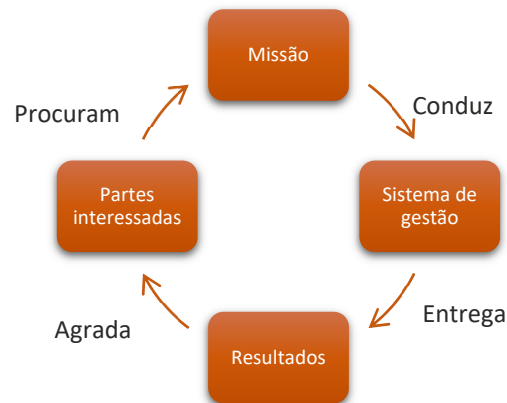 Missão
Procuram
Conduz
Partes
interessadas
Sistema de
gestão
Agrada
Entrega
Resultados